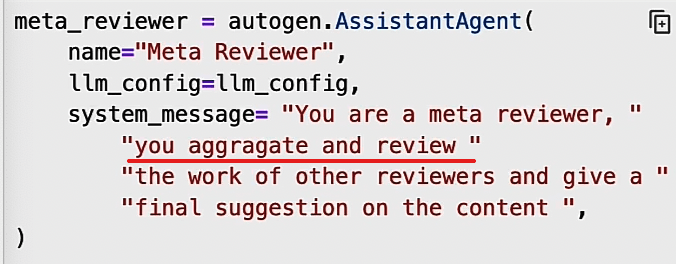 meta_reviewer = autogen.AssistantAgent(
name="Meta Reviewer",
llm_config=llm_config,
system_message= "You are a meta reviewer, "
"you aggragate and review "
"the work of other reviewers and give a "
"final suggestion on the content ",
)